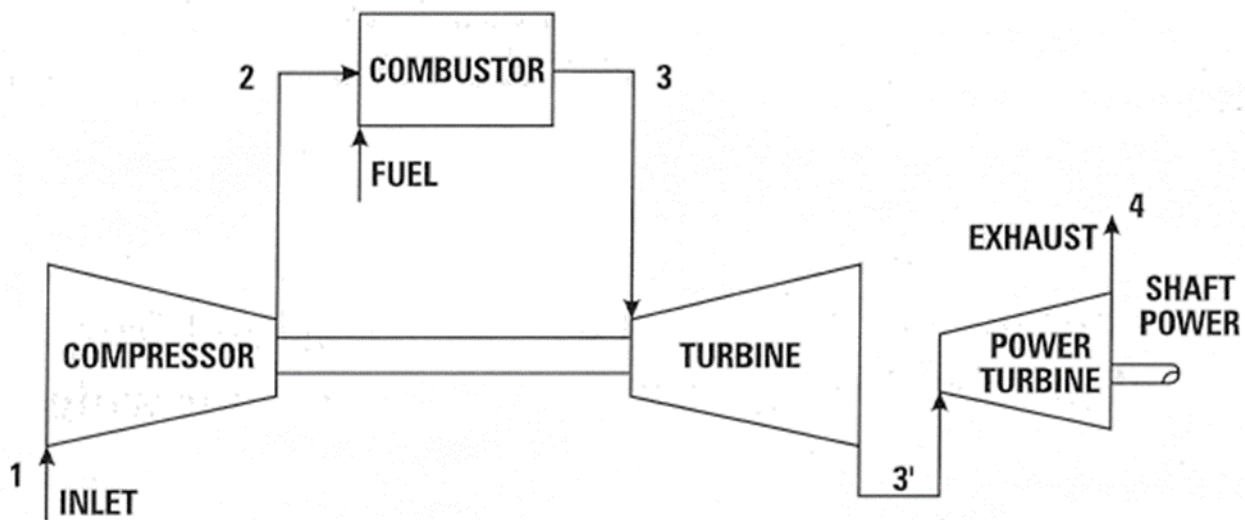 2
COMBUSTOR
3
FUEL
4
EXHAUST
SHAFT
POWER
COMPRESSOR
TURBINE
POWER
TURBINE
1
INLET
3'